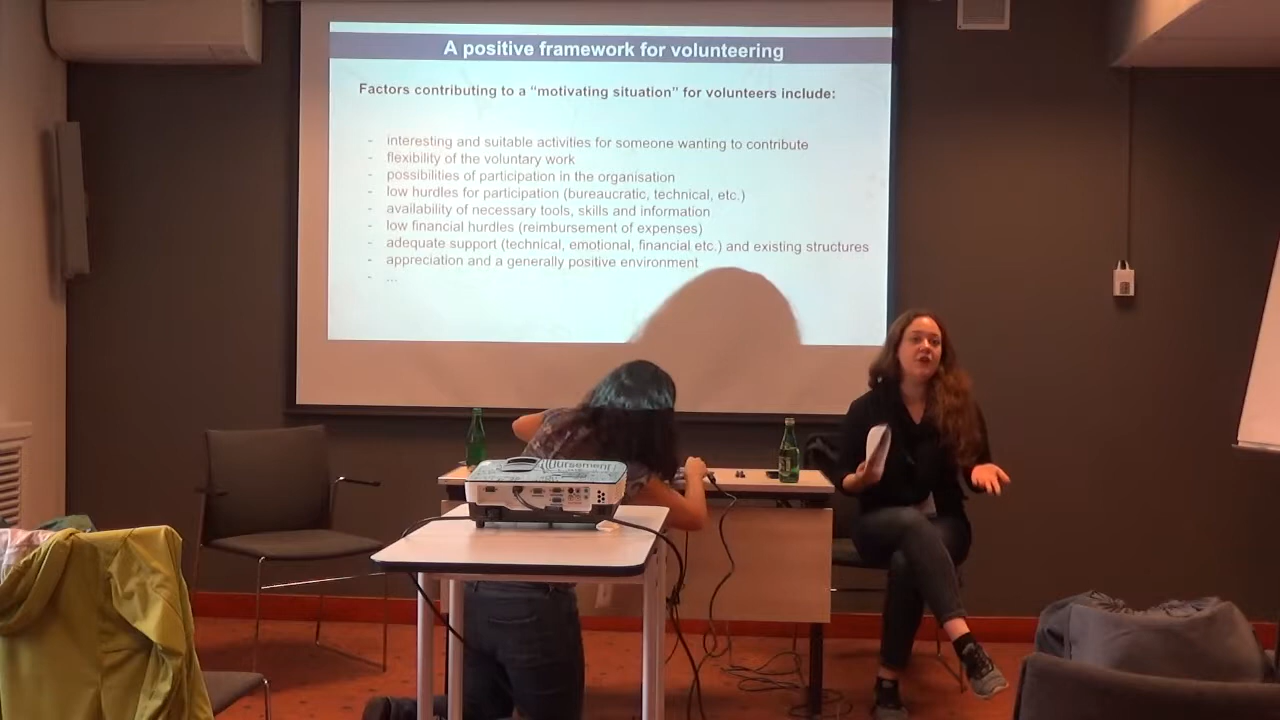 A positive framework for volunteering
Factors contributing to a “motivating situation” for volunteers include:
- interesting and suitable activities for someone wanting to contribute
- flexibility of the voluntary work
- possibilities of participation in the organisation
- low hurdles for participation (bureaucratic, technical, etc.)
- availability of necessary tools, skills and information
- low financial hurdles (reimbursement of expenses)
- adequate support (technical, emotional, financial etc.) and existing structures
- appreciation and a generally positive environment
- ...